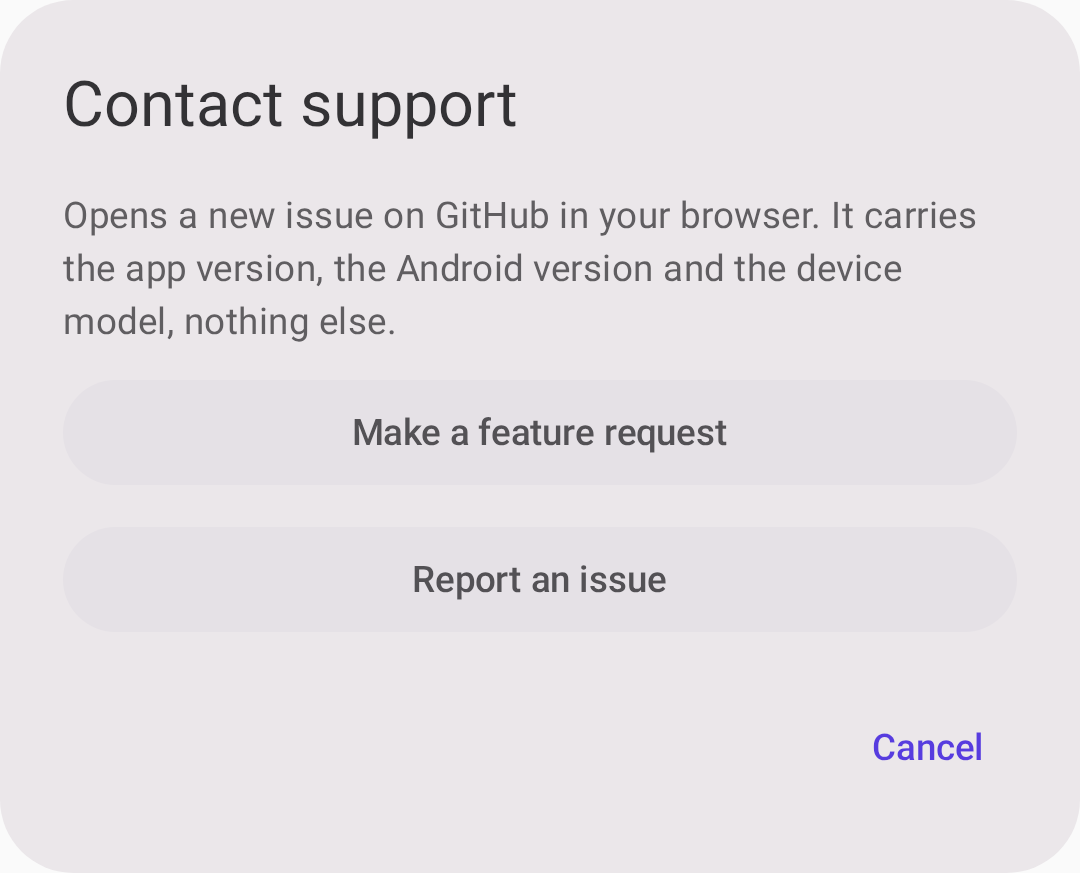 Contact support
Opens a new issue on GitHub in your browser. It carries
the app version, the Android version and the device
model, nothing else.
Make a feature request
Report an issue
Cancel